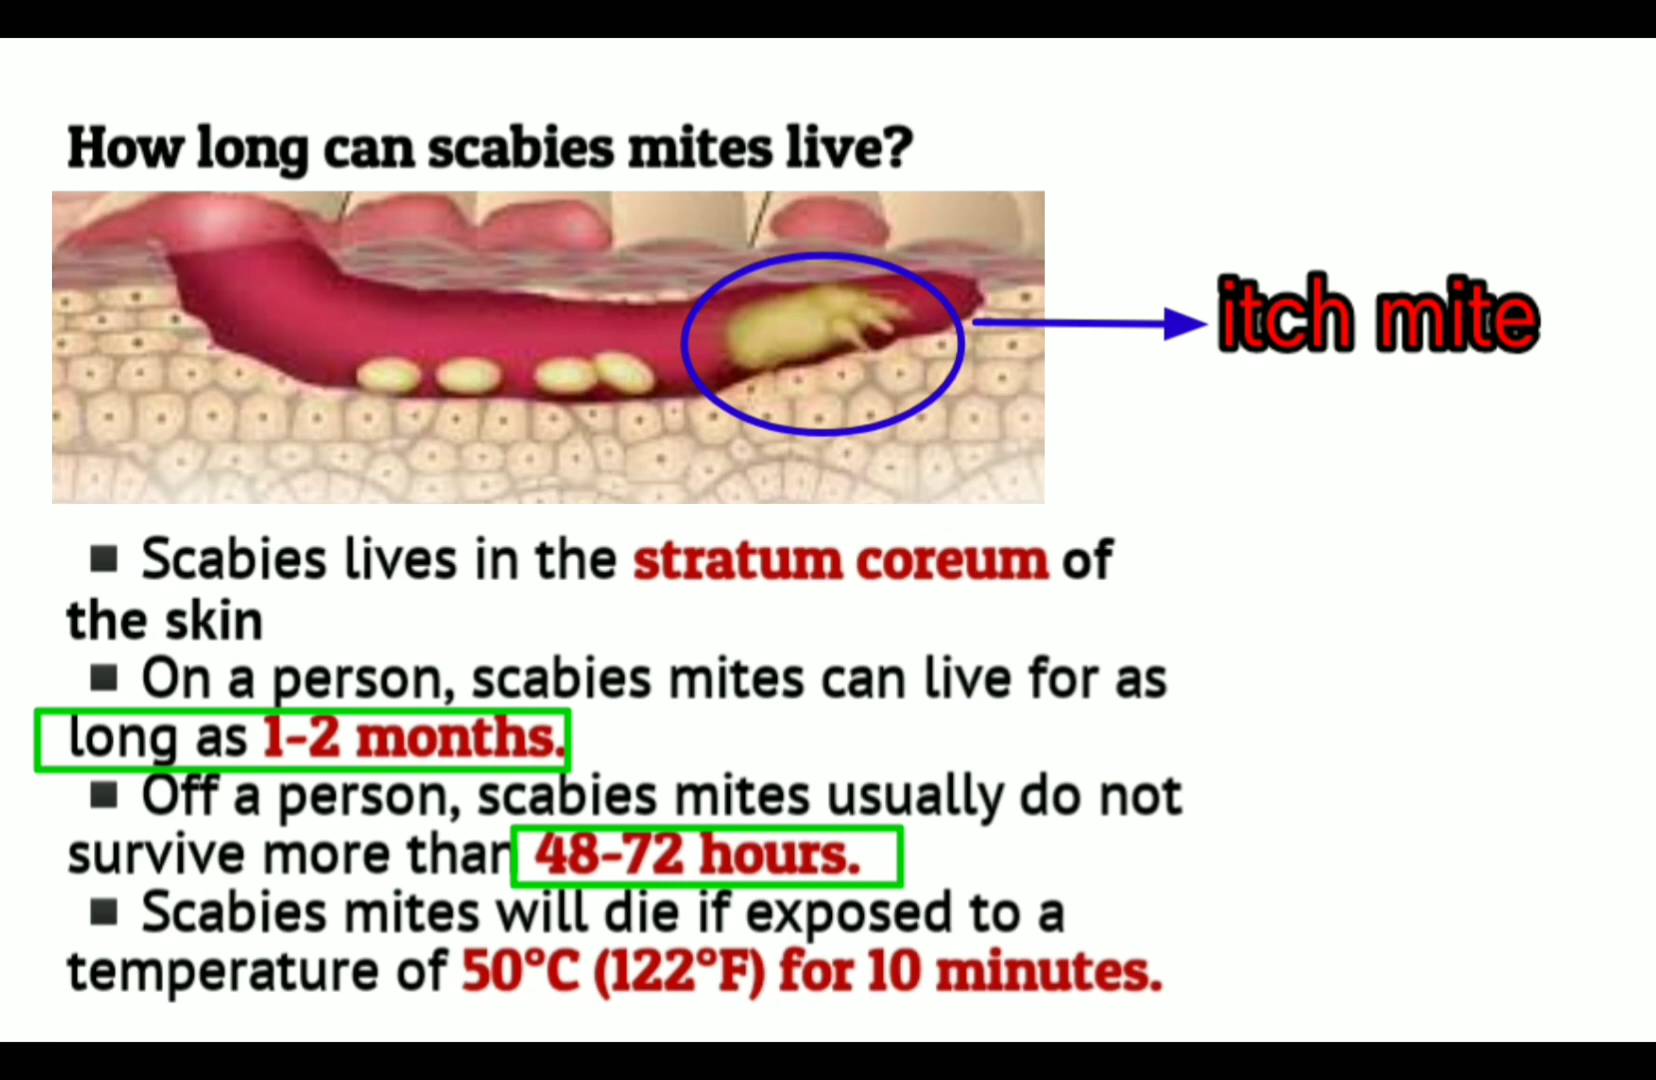 How long can scabies mites live?
itch mite
■ Scabies lives in the stratum coreum of
the skin
■ On a person, scabies mites can live for as
long as 1-2 months.
■ Off a person, scabies mites usually do not
survive more than 48-72 hours.
■ Scabies mites will die if exposed to a
temperature of 50°C (122°F) for 10 minutes.